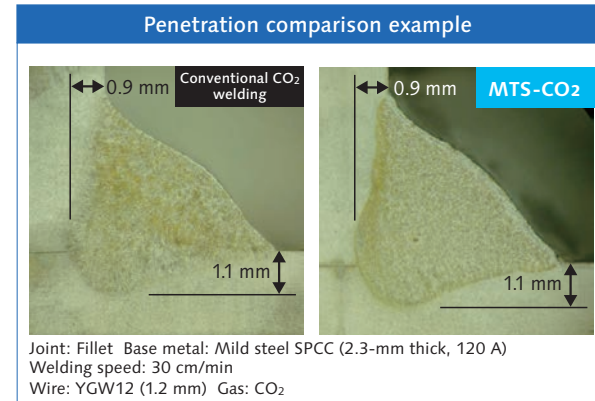 Penetration comparison example
0.9 mm
Conventional CO₂
welding
0.9 mm
MTS-CO2
1.1 mm
1.1 mm
Joint: Fillet Base metal: Mild steel SPCC (2.3-mm thick, 120 A)
Welding speed: 30 cm/min
Wire: YGW12 (1.2 mm) Gas: CO₂